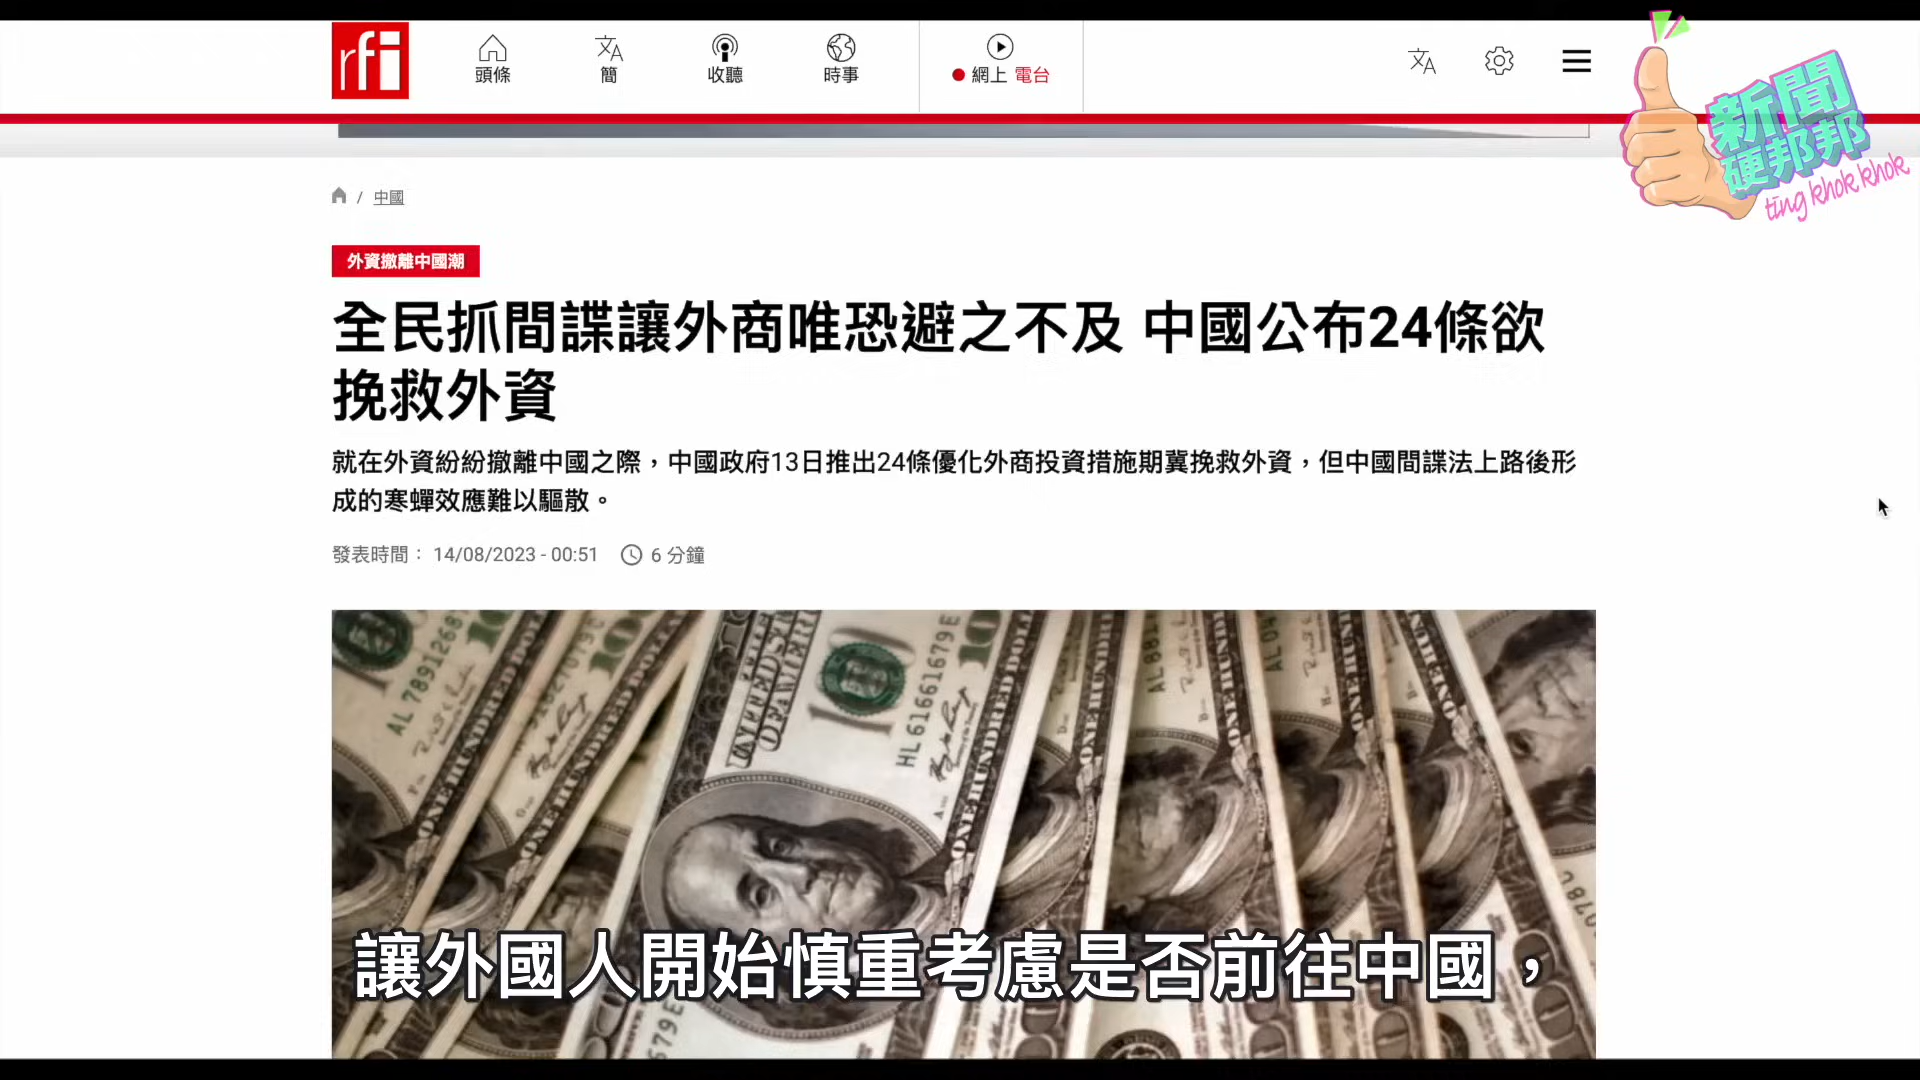 rfi
頭條
簡
收聽
時事
網上 電台
新聞
硬邦邦
tīng khok khok
/ 中國
外資撤離中國潮
全民抓間諜讓外商唯恐避之不及 中國公布24條欲
挽救外資
就在外資紛紛撤離中國之際，中國政府13日推出24條優化外商投資措施期冀挽救外資，但中國間諜法上路後形
成的寒蟬效應難以驅散。
發表時間： 14/08/2023 - 00:51 6 分鐘
HL61661679E
讓外國人開始慎重考慮是否前往中國，